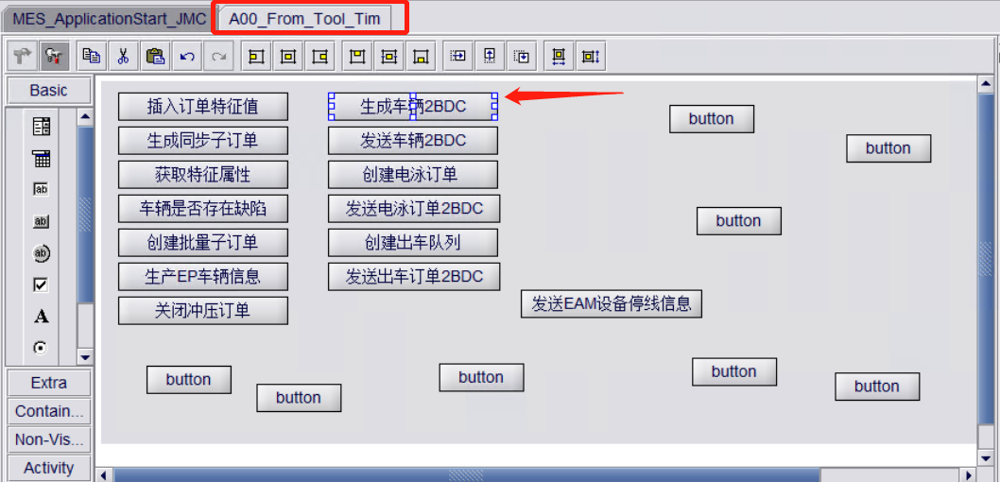 MES_ApplicationStart_JMC
A00_From_Tool_Tim
Basic
插入订单特征值
生成车辆2BDC
button
生成同步子订单
发送车辆2BDC
button
获取特征属性
创建电泳订单
车辆是否存在缺陷
发送电泳订单2BDC
button
创建批量子订单
创建出车队列
生产EP车辆信息
发送出车订单2BDC
关闭冲压订单
发送EAM设备停线信息
ab
ab
ab
A
button
button
button
button
button
Extra
Contain...
Non-Vis...
Activity